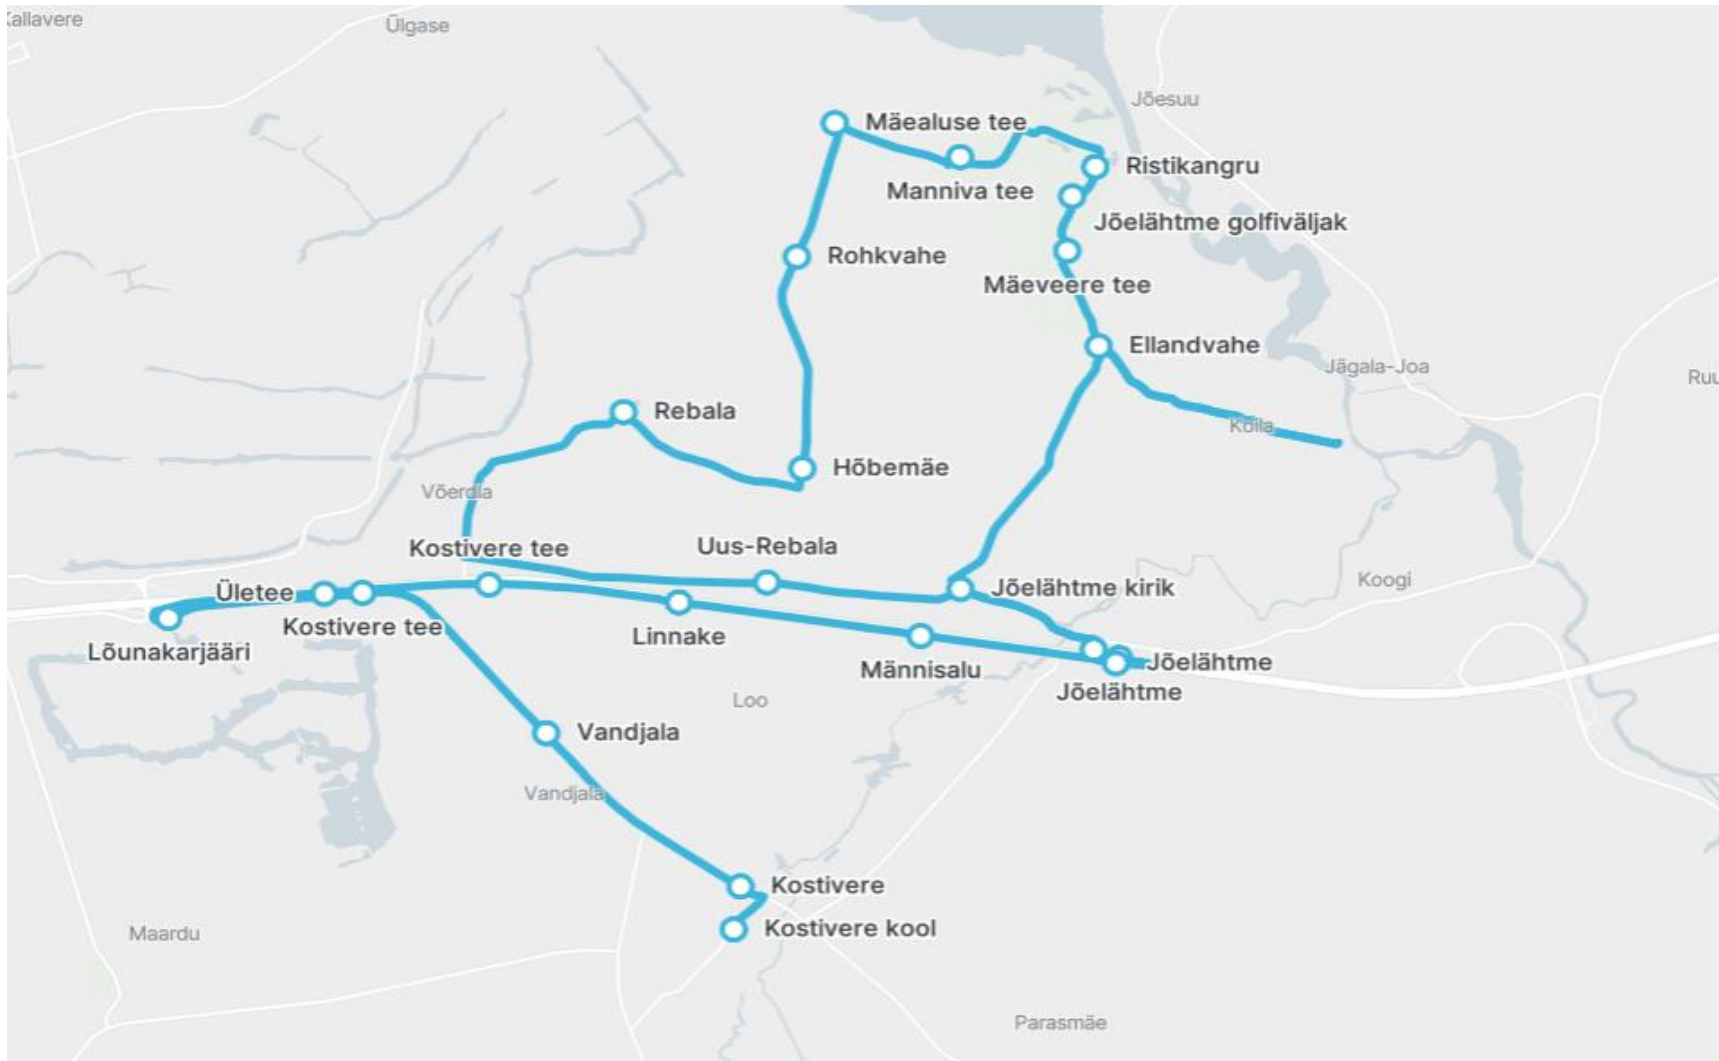 Kallavere
Ülgase
Jõesuu
Mäealuse tee
Ristikangru
Manniva tee
Jõelähtme golfiväljak
Rohkvahe
Mäeveere tee
Ellandvahe
Jägala-Joa
Ruu
Rebala
Koila
Hõbemäe
Võerdla
Kostivere tee
Uus-Rebala
Koogi
Jõelähtme kirik
Ületee
Kostivere tee
Linnake
Lõunakarjääri
Männisalu
Jõelähtme
Jõelähtme
Loo
Vandjala
Vandjala
Kostivere
Kostivere kool
Maardu
Parasmäe